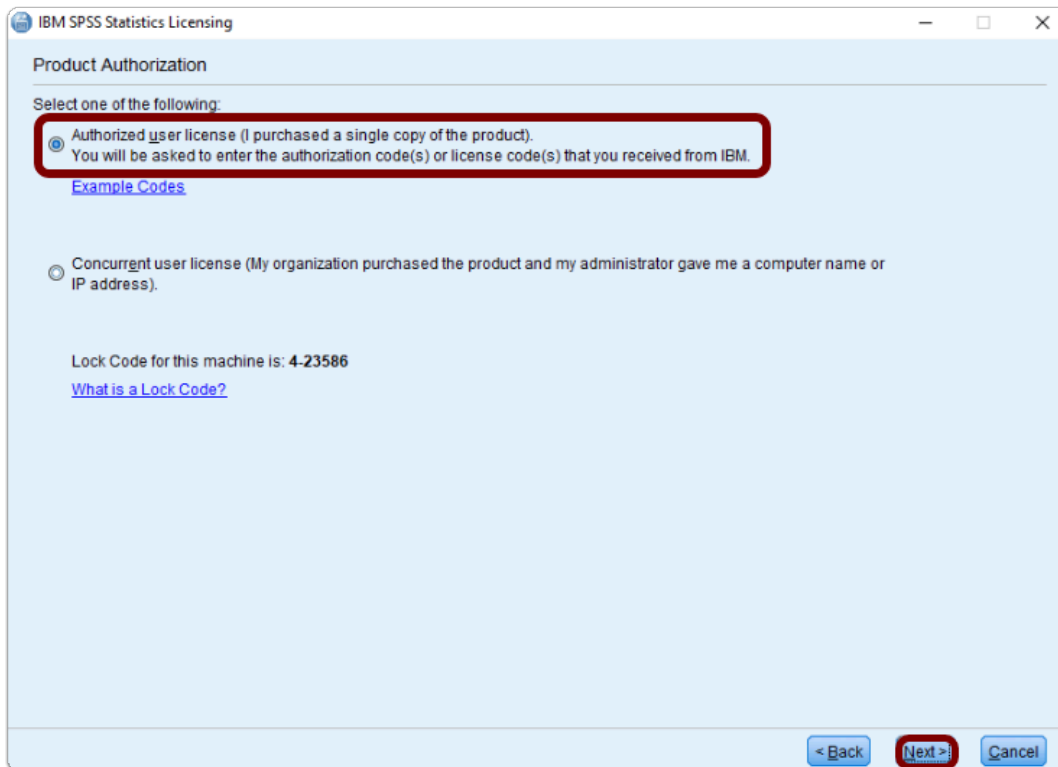 IBM SPSS Statistics Licensing
Product Authorization
Select one of the following:
Authorized user license (I purchased a single copy of the product).
You will be asked to enter the authorization code(s) or license code(s) that you received from IBM.
Example Codes
Concurrent user license (My organization purchased the product and my administrator gave me a computer name or
IP address).
Lock Code for this machine is: 4-23586
What is a Lock Code?
< Back Next > Cancel